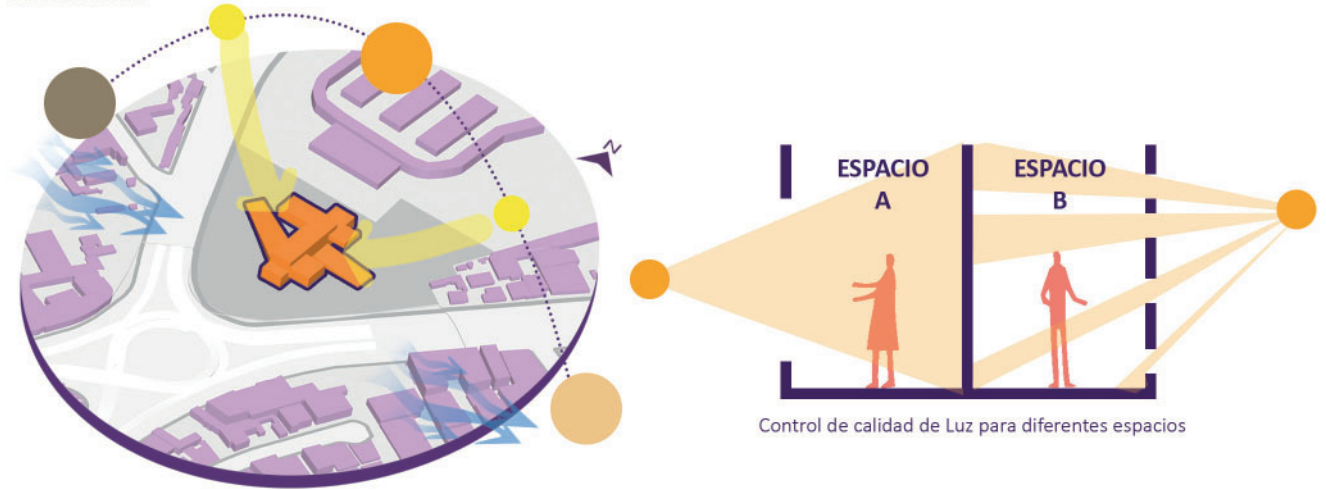 N
ESPACIO
A
ESPACIO
B
Control de calidad de Luz para diferentes espacios